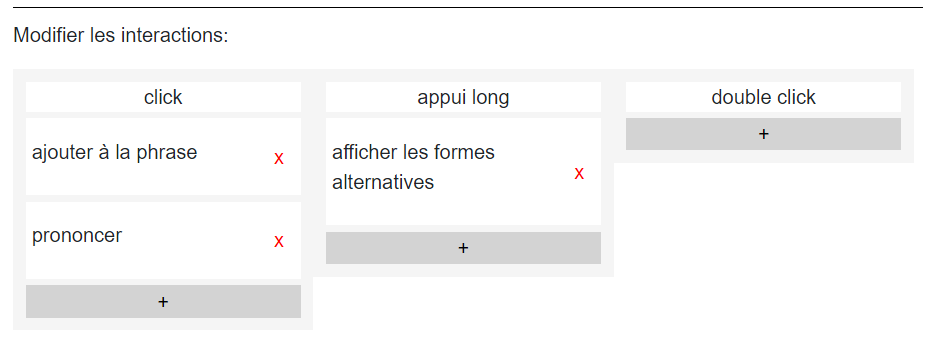 Modifier les interactions:
click
ajouter à la phrase
x
prononcer
x
+
appui long
afficher les formes
alternatives
x
+
double click
+